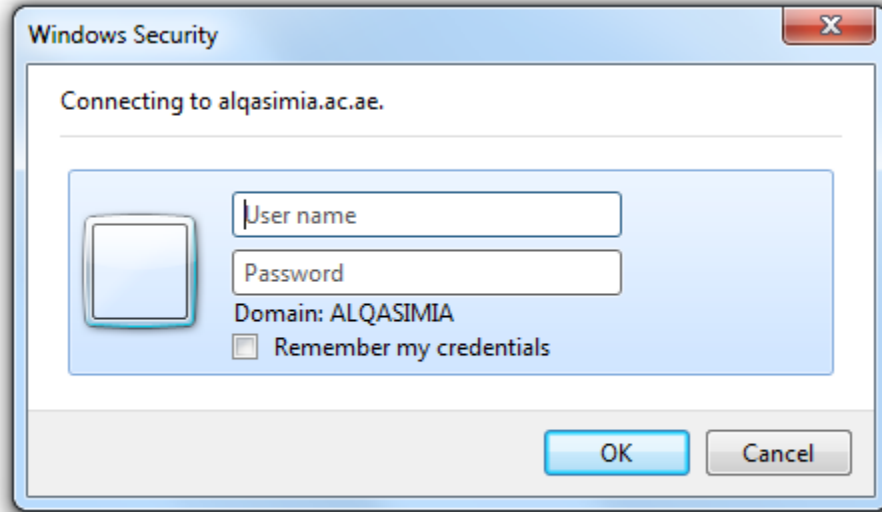 Windows Security
Connecting to alqasimia.ac.ae.
User name
Password
Domain: ALQASIMIA
Remember my credentials
OK Cancel